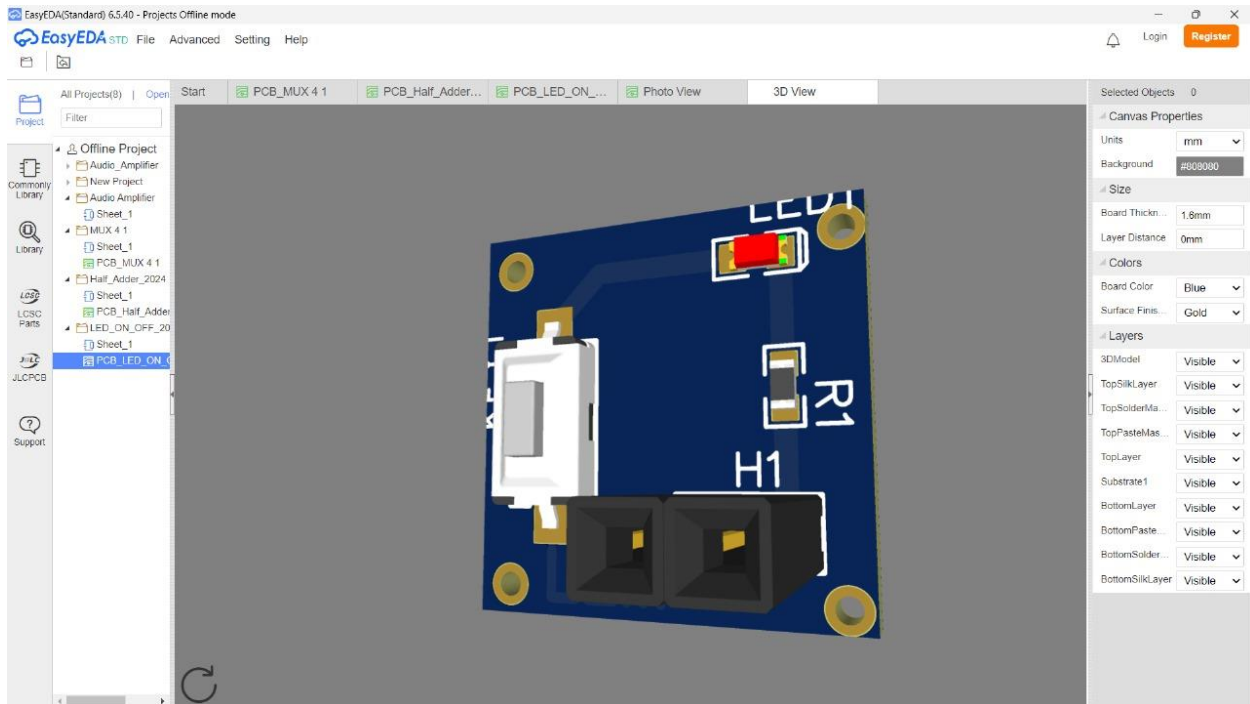 EasyEDA(Standard) 6.5.40 - Projects Offline mode
EasyEDA STD File Advanced Setting Help
Login Register
All Projects(8) | Open
Start PCB_MUX 4 1 PCB_Half_Adder... PCB_LED_ON_... Photo View 3D View
Selected Objects 0
Project
Filter
Canvas Properties
Units mm
Background #808080
Offline Project
Audio_Amplifier
New Project
Audio Amplifier
Sheet_1
MUX 4 1
Sheet_1
PCB_MUX 4 1
Half_Adder_2024
Sheet_1
PCB_Half_Adder
LED_ON_OFF_20
Sheet_1
PCB_LED_ON_
Commonly
Library
Library
LCSC
LCSC
Parts
JLCPCB
Support
LED1
R1
H1
Size
Board Thickn... 1.6mm
Layer Distance 0mm
Colors
Board Color Blue
Surface Finis... Gold
Layers
3DModel Visible
TopSilkLayer Visible
TopSolderMa... Visible
TopPasteMas... Visible
TopLayer Visible
Substrate1 Visible
BottomLayer Visible
BottomPaste... Visible
BottomSolder... Visible
BottomSilkLayer Visible